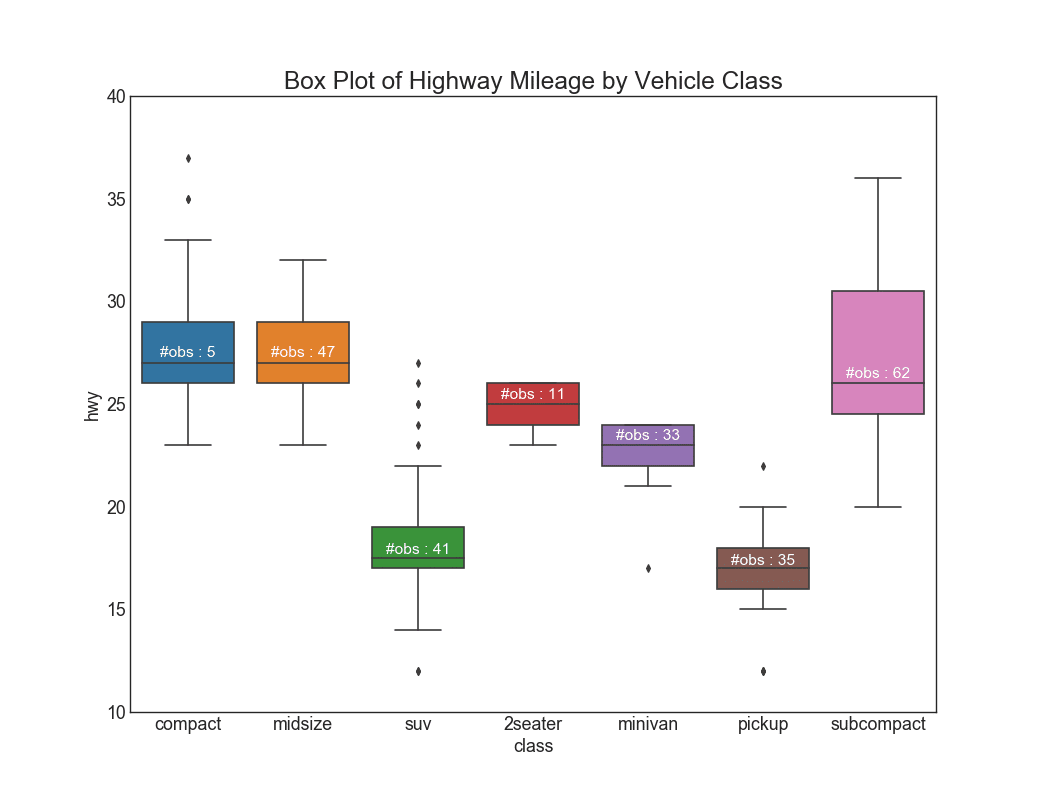 Box Plot of Highway Mileage by Vehicle Class
40
35
30
25
20
15
10
hwy
#obs : 5
#obs : 47
#obs : 41
#obs : 11
#obs : 33
#obs : 35
#obs : 62
compact
midsize
suv
2seater
minivan
pickup
subcompact
class